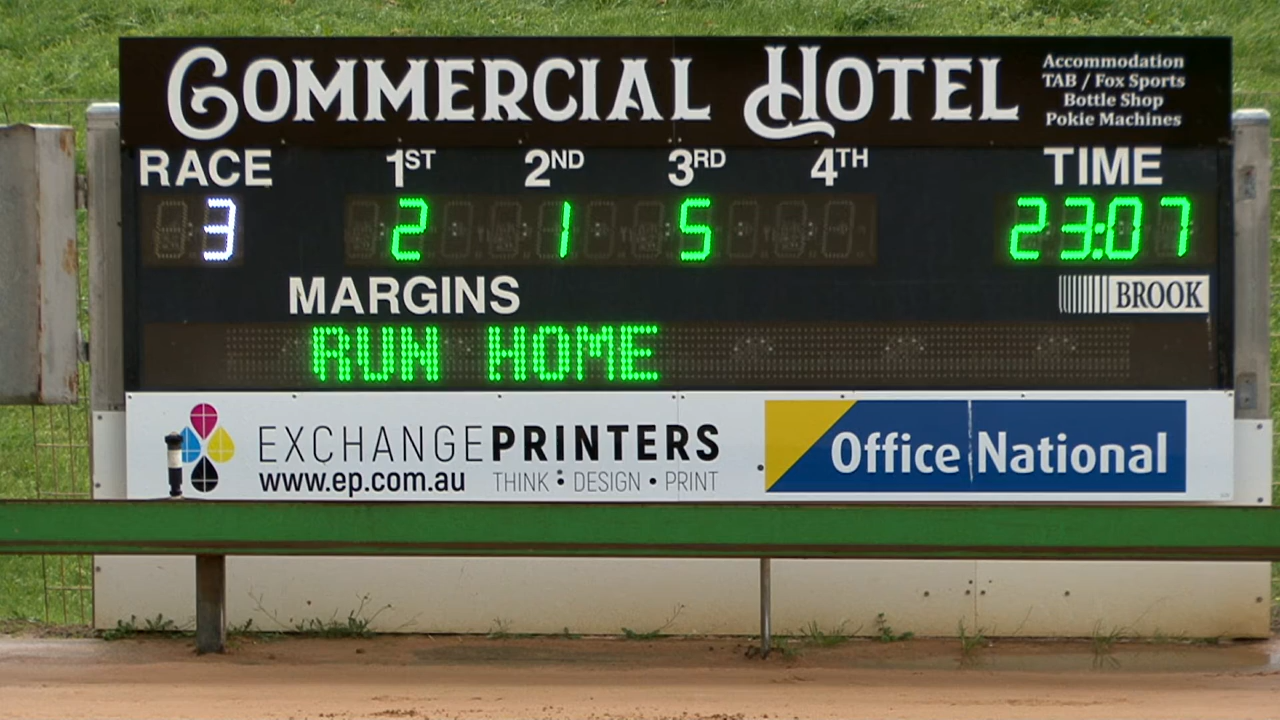 COMMERCIAL HOTEL
Accommodation
TAB / Fox Sports
Bottle Shop
Pokie Machines
RACE 1ST 2ND 3RD 4TH TIME
3 2 1 5 23:07
MARGINS
BROOK
RUN HOME
EXCHANGEPRINTERS
www.ep.com.au THINK • DESIGN • PRINT
Office National